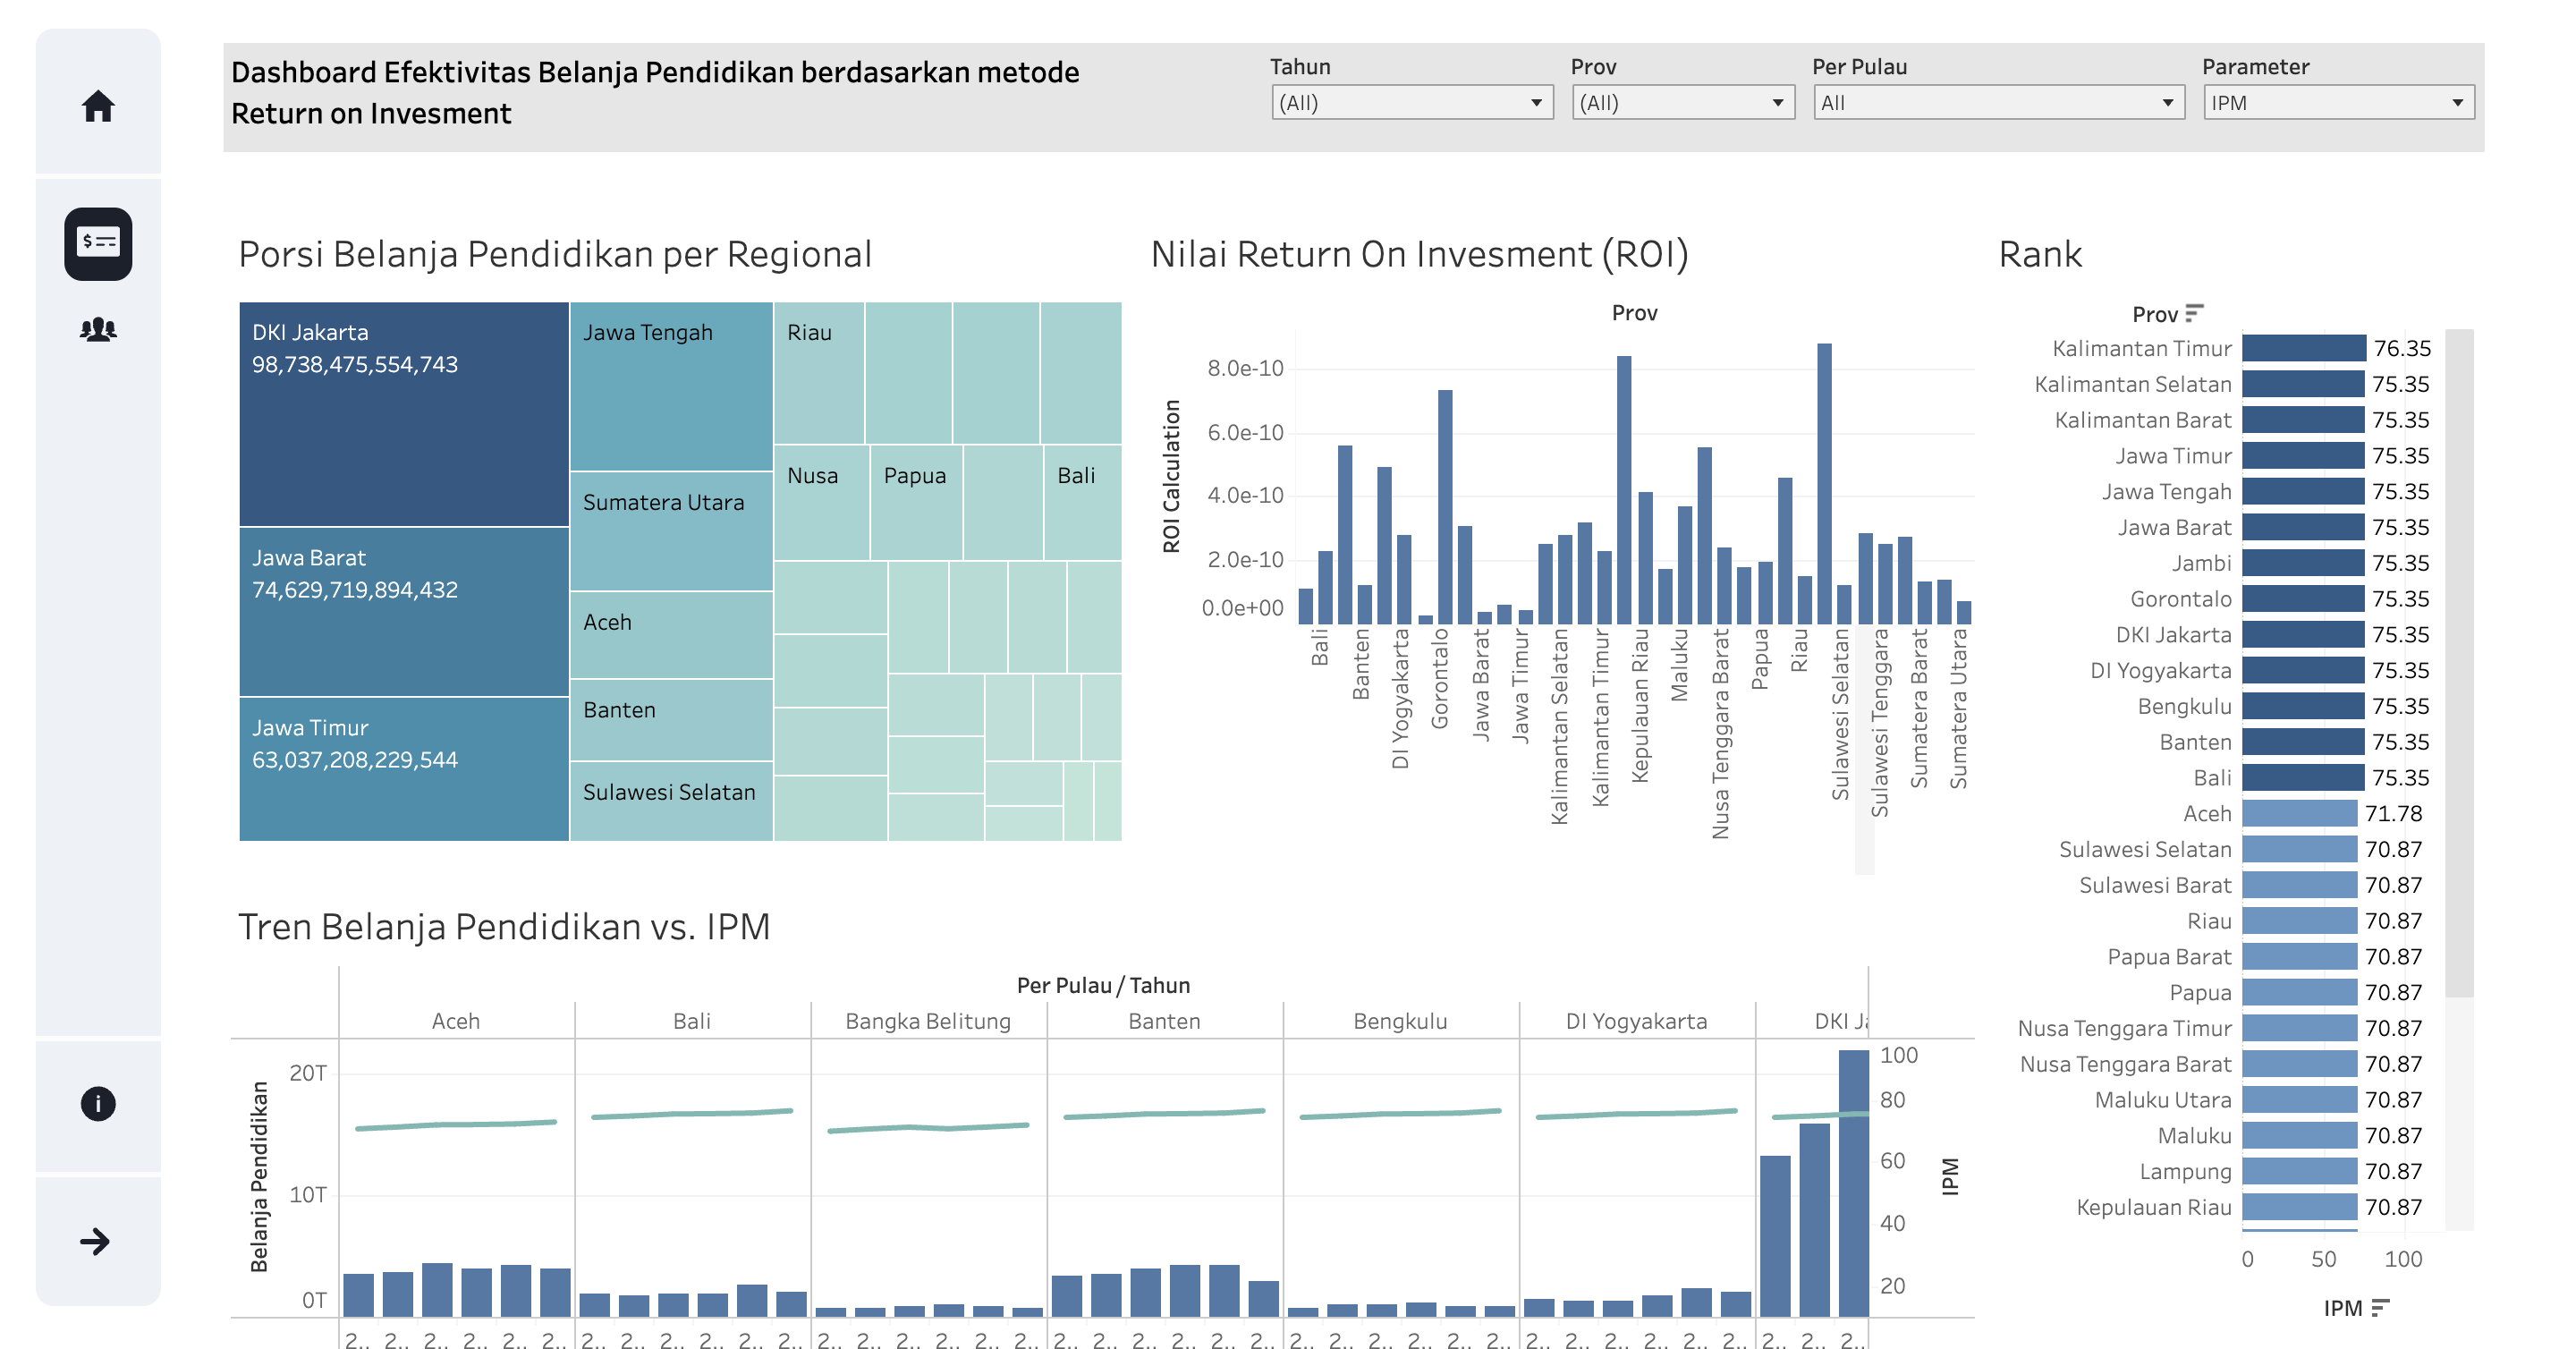 Dashboard Efektivitas Belanja Pendidikan berdasarkan metode
Return on Invesment
Tahun
(All)
Prov
(All)
Per Pulau
All
Parameter
IPM
Porsi Belanja Pendidikan per Regional
DKI Jakarta
98,738,475,554,743
Jawa Barat
74,629,719,894,432
Jawa Timur
63,037,208,229,544
Jawa Tengah
Sumatera Utara
Aceh
Banten
Sulawesi Selatan
Riau
Nusa
Papua
Bali
Nilai Return On Invesment (ROI)
Prov
ROI Calculation
8.0e-10
6.0e-10
4.0e-10
2.0e-10
0.0e+00
Bali
Banten
DI Yogyakarta
Gorontalo
Jawa Barat
Jawa Timur
Kalimantan Selatan
Kalimantan Timur
Kepulauan Riau
Maluku
Nusa Tenggara Barat
Papua
Riau
Sulawesi Selatan
Sulawesi Tenggara
Sumatera Barat
Sumatera Utara
Rank
Prov
Kalimantan Timur 76.35
Kalimantan Selatan 75.35
Kalimantan Barat 75.35
Jawa Timur 75.35
Jawa Tengah 75.35
Jawa Barat 75.35
Jambi 75.35
Gorontalo 75.35
DKI Jakarta 75.35
DI Yogyakarta 75.35
Bengkulu 75.35
Banten 75.35
Bali 75.35
Aceh 71.78
Sulawesi Selatan 70.87
Sulawesi Barat 70.87
Riau 70.87
Papua Barat 70.87
Papua 70.87
Nusa Tenggara Timur 70.87
Nusa Tenggara Barat 70.87
Maluku Utara 70.87
Maluku 70.87
Lampung 70.87
Kepulauan Riau 70.87
0 50 100
IPM
Tren Belanja Pendidikan vs. IPM
Per Pulau / Tahun
Aceh Bali Bangka Belitung Banten Bengkulu DI Yogyakarta DKI
Belanja Pendidikan
20T
10T
0T
100
80
60
40
20
IPM
2.. 2.. 2.. 2.. 2.. 2.. 2.. 2.. 2.. 2.. 2.. 2.. 2.. 2.. 2.. 2.. 2.. 2.. 2.. 2.. 2.. 2.. 2.. 2.. 2.. 2.. 2.. 2.. 2.. 2.. 2.. 2.. 2.. 2.. 2.. 2.. 2.. 2.. 2..